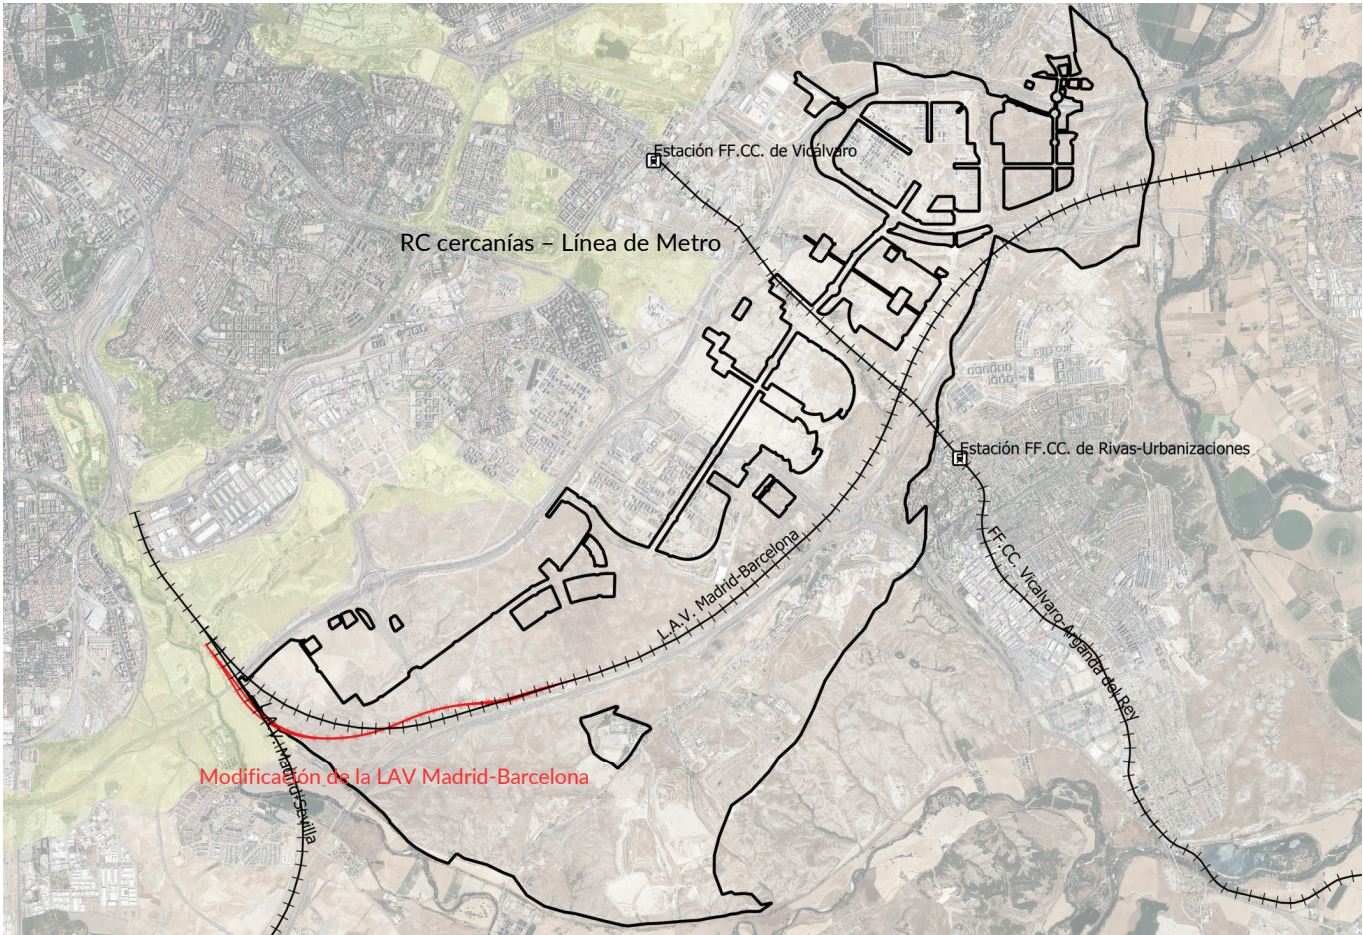 Estación FF.CC. de Vicálvaro
RC cercanías – Línea de Metro
Estación FF.CC. de Rivas-Urbanizaciones
L.A.V. Madrid-Barcelona
FF.CC. Vicalvaro-Arganda del Rey
L.A.V. Madrid-Sevilla
Modificación de la LAV Madrid-Barcelona